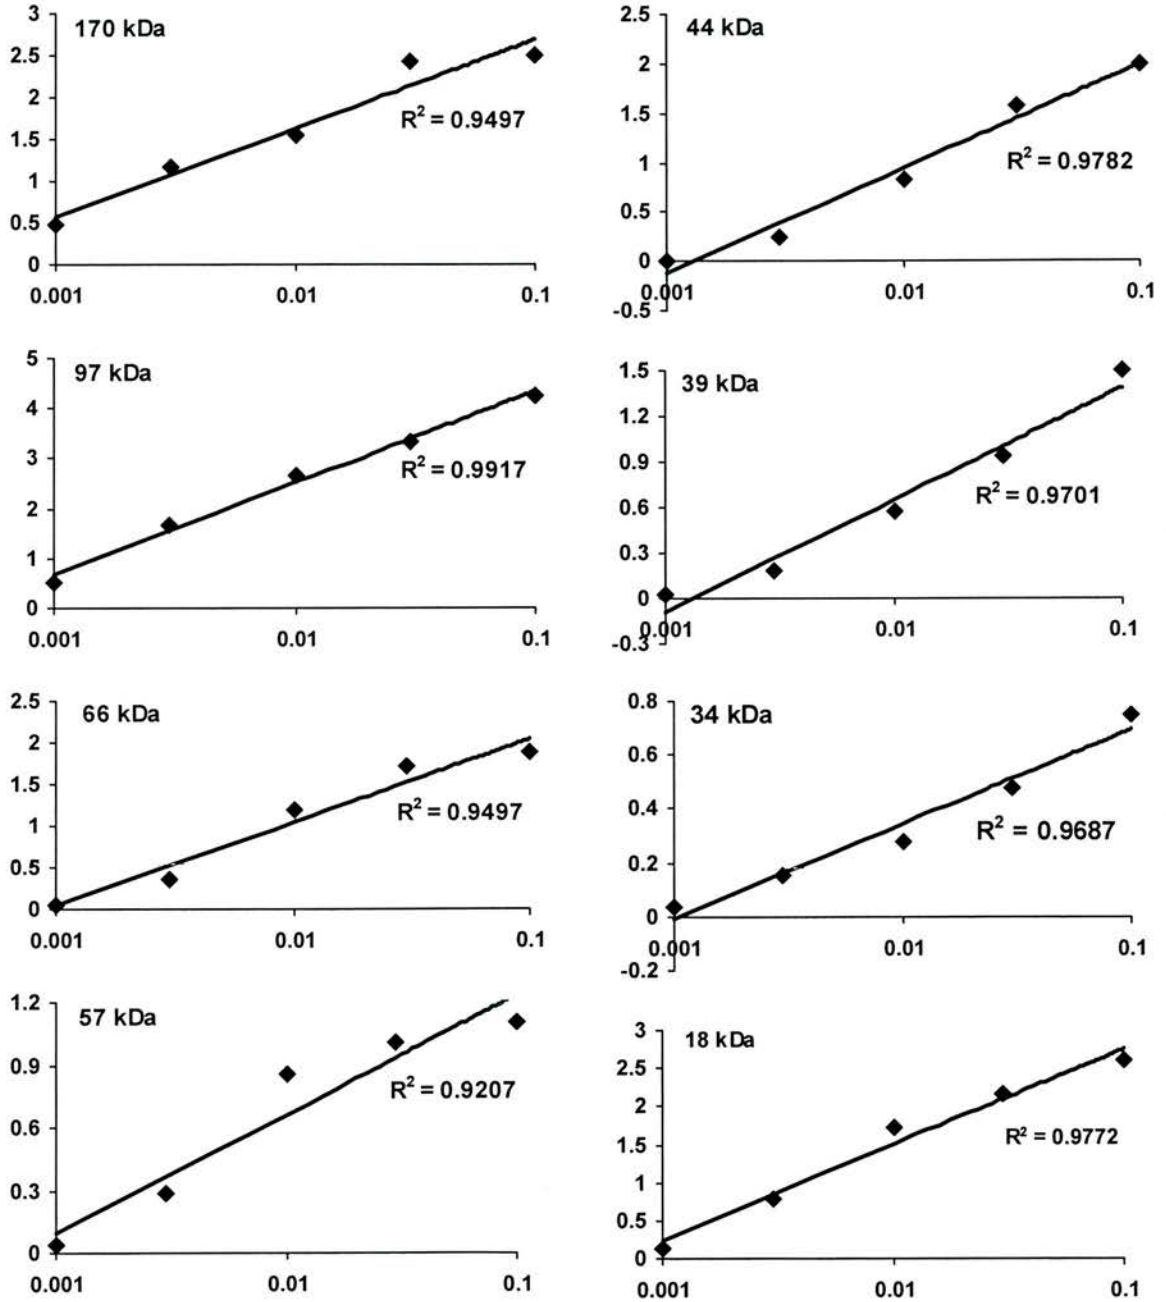 170 kDa
3
2.5
2
1.5
1
0.5
0
R² = 0.9497
0.001 0.01 0.1
44 kDa
2.5
2
1.5
1
0.5
0
-0.5
R² = 0.9782
0.001 0.01 0.1
97 kDa
5
4
3
2
1
0
R² = 0.9917
0.001 0.01 0.1
39 kDa
1.5
1.2
0.9
0.6
0.3
0
-0.3
R² = 0.9701
0.001 0.01 0.1
66 kDa
2.5
2
1.5
1
0.5
0
R² = 0.9497
0.001 0.01 0.1
34 kDa
0.8
0.6
0.4
0.2
0
-0.2
R² = 0.9687
0.001 0.01 0.1
57 kDa
1.2
0.9
0.6
0.3
0
R² = 0.9207
0.001 0.01 0.1
18 kDa
3
2.5
2
1.5
1
0.5
0
R² = 0.9772
0.001 0.01 0.1